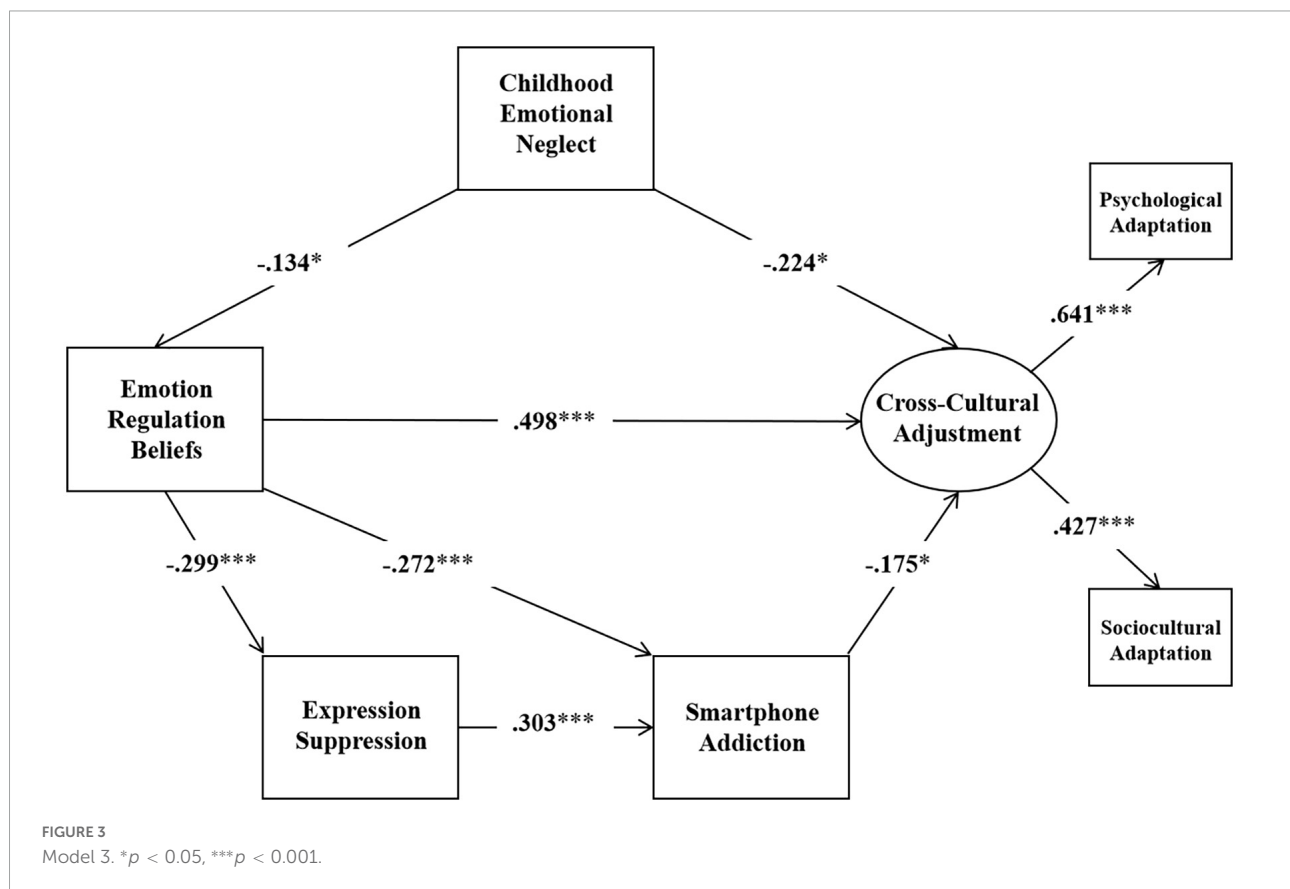 Childhood
Emotional
Neglect
Psychological
Adaptation
-.134*
-.224*
.641***
Emotion
Regulation
Beliefs
.498***
Cross-Cultural
Adjustment
-.299***
-.272***
-.175*
.427***
Expression
Suppression
.303***
Smartphone
Addiction
Sociocultural
Adaptation
FIGURE 3
Model 3. *p < 0.05, ***p < 0.001.